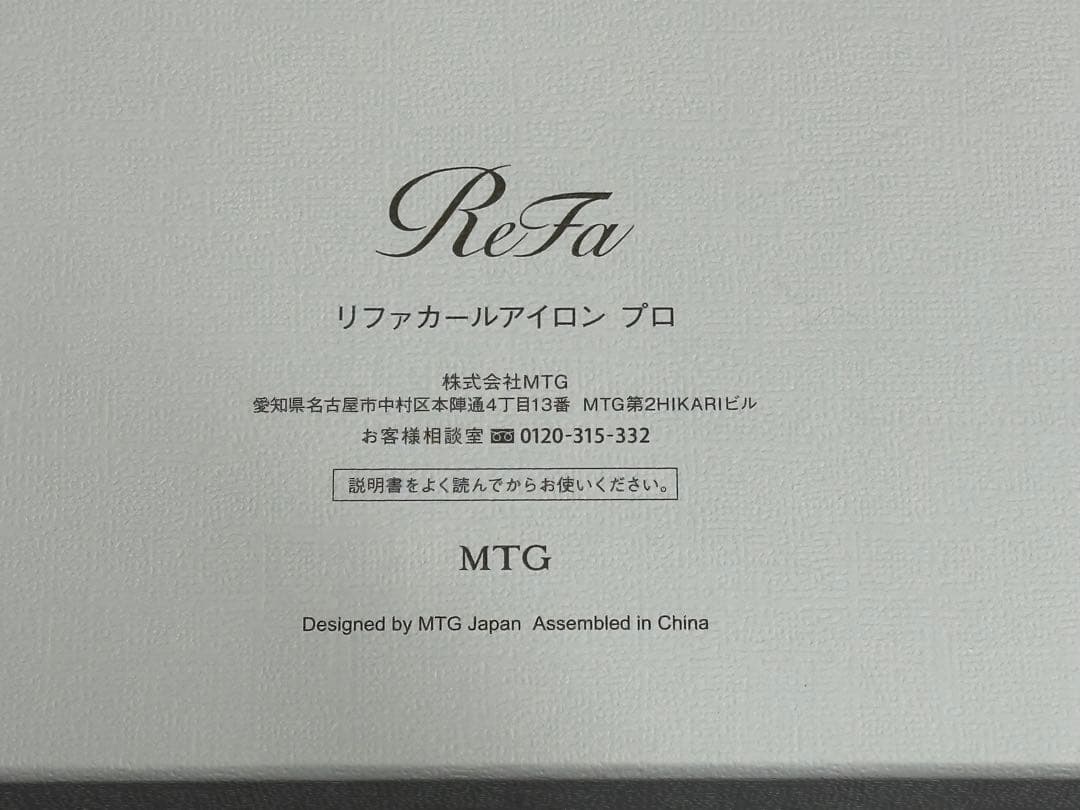 ReFa
リファカールアイロン プロ
株式会社MTG
愛知県名古屋市中村区本陣通4丁目13番 MTG第2HIKARIビル
お客様相談室 0120-315-332
説明書をよく読んでからお使いください。
MTG
Designed by MTG Japan Assembled in China